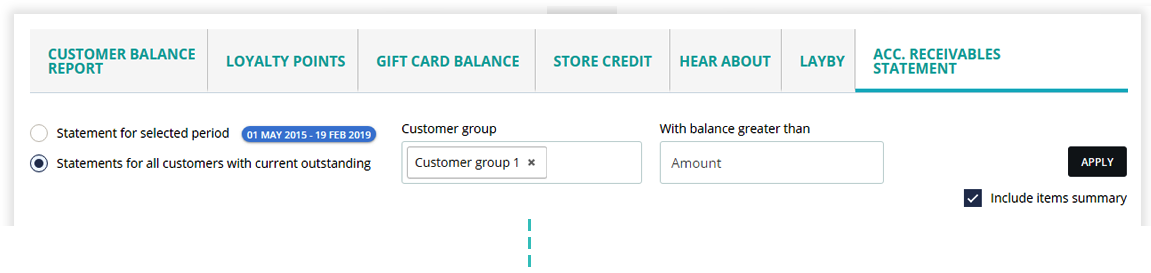 CUSTOMER BALANCE
REPORT
LOYALTY POINTS
GIFT CARD BALANCE
STORE CREDIT
HEAR ABOUT
LAYBY
ACC. RECEIVABLES
STATEMENT
Statement for selected period
01 MAY 2015 - 19 FEB 2019
Statements for all customers with current outstanding
Customer group
Customer group 1 ×
With balance greater than
Amount
APPLY
Include items summary